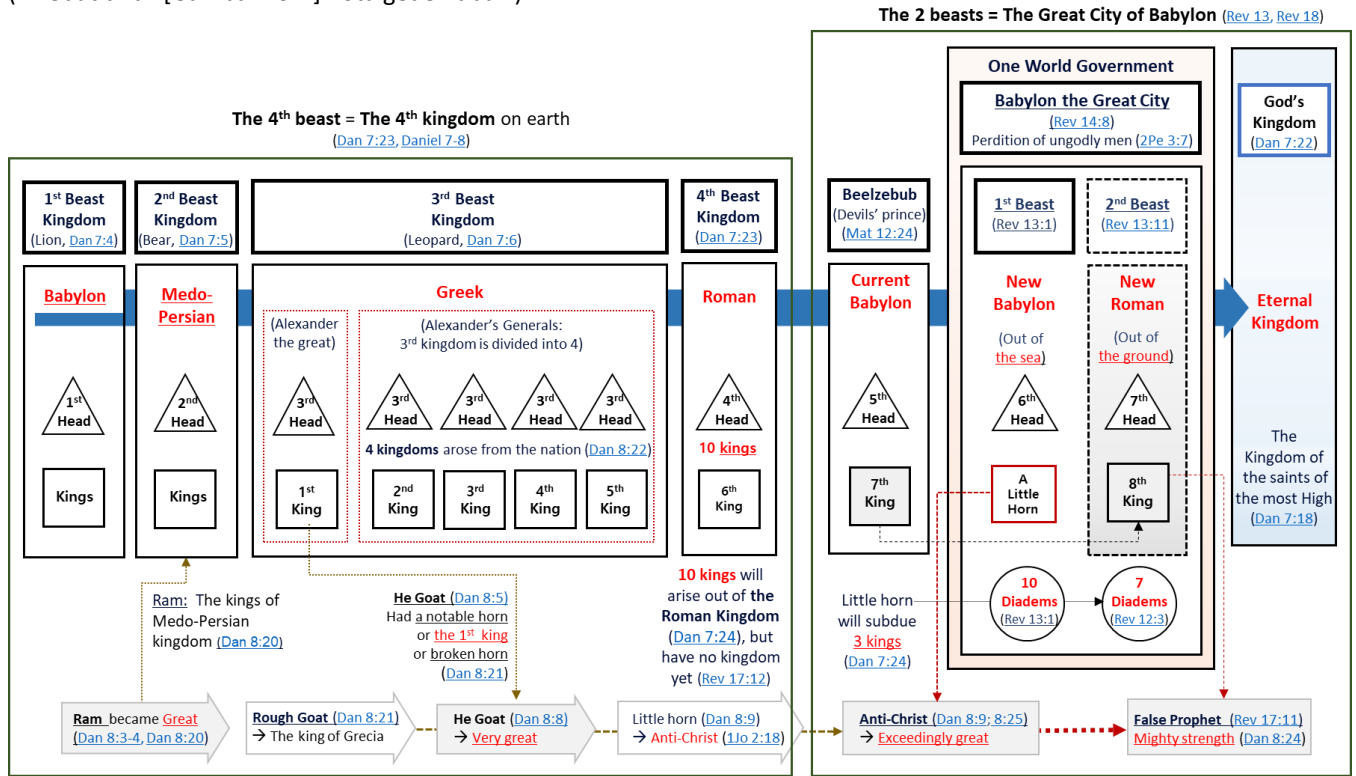 The 2 beasts = The Great City of Babylon (Rev 13, Rev 18)
The 4th beast = The 4th kingdom on earth
(Dan 7:23, Daniel 7-8)
1st Beast
Kingdom
(Lion, Dan 7:4)
2nd Beast
Kingdom
(Bear, Dan 7:5)
3rd Beast
Kingdom
(Leopard, Dan 7:6)
4th Beast
Kingdom
(Dan 7:23)
Babylon
Medo-
Persian
Greek
Roman
(Alexander
the great)
(Alexander's Generals:
3rd kingdom is divided into 4)
1st
Head
2nd
Head
3rd
Head
3rd
Head
3rd
Head
3rd
Head
3rd
Head
4th
Head
4 kingdoms arose from the nation (Dan 8:22)
10 kings
Kings
Kings
1st
King
2nd
King
3rd
King
4th
King
5th
King
6th
King
Ram: The kings of
Medo-Persian
kingdom (Dan 8:20)
He Goat (Dan 8:5)
Had a notable horn
or the 1st king
or broken horn
(Dan 8:21)
10 kings will
arise out of the
Roman Kingdom
(Dan 7:24), but
have no kingdom
yet (Rev 17:12)
Ram became Great
(Dan 8:3-4, Dan 8:20)
Rough Goat (Dan 8:21)
→ The king of Grecia
He Goat (Dan 8:8)
→ Very great
Little horn (Dan 8:9)
→ Anti-Christ (1Jo 2:18)
Beelzebub
(Devils' prince)
(Mat 12:24)
Current
Babylon
5th
Head
7th
King
One World Government
Babylon the Great City
(Rev 14:8)
Perdition of ungodly men (2Pe 3:7)
1st Beast
(Rev 13:1)
2nd Beast
(Rev 13:11)
New
Babylon
(Out of
the sea)
New
Roman
(Out of
the ground)
6th
Head
7th
Head
A
Little
Horn
8th
King
10
Diadems
(Rev 13:1)
7
Diadems
(Rev 12:3)
Little horn
will subdue
3 kings
(Dan 7:24)
Anti-Christ (Dan 8:9; 8:25)
→ Exceedingly great
False Prophet (Rev 17:11)
Mighty strength (Dan 8:24)
God's
Kingdom
(Dan 7:22)
Eternal
Kingdom
The
Kingdom of
the saints of
the most High
(Dan 7:18)